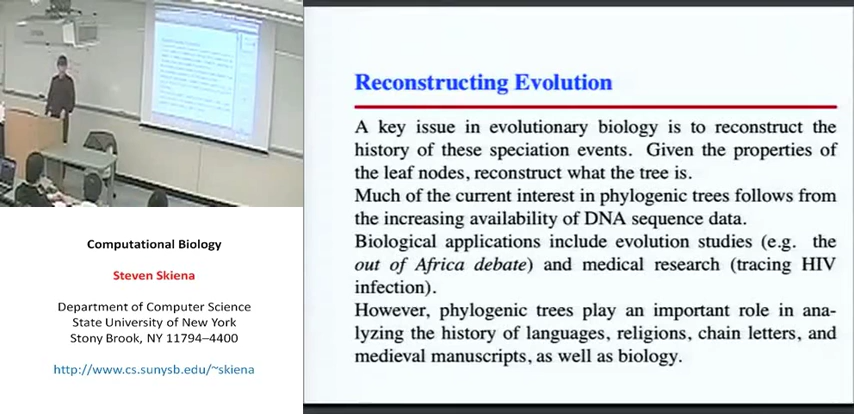 Computational Biology
Steven Skiena
Department of Computer Science
State University of New York
Stony Brook, NY 11794–4400
http://www.cs.sunysb.edu/~skiena
Reconstructing Evolution
A key issue in evolutionary biology is to reconstruct the
history of these speciation events. Given the properties of
the leaf nodes, reconstruct what the tree is.
Much of the current interest in phylogenic trees follows from
the increasing availability of DNA sequence data.
Biological applications include evolution studies (e.g. the
out of Africa debate) and medical research (tracing HIV
infection).
However, phylogenic trees play an important role in ana-
lyzing the history of languages, religions, chain letters, and
medieval manuscripts, as well as biology.